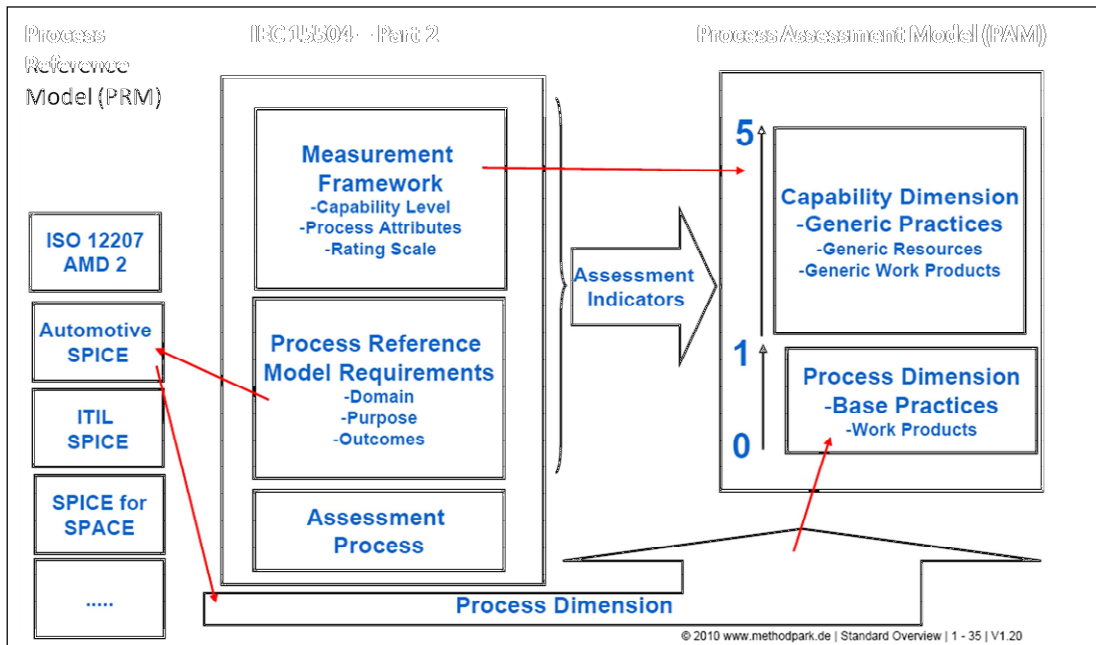 Process
Reference
Model (PRM)
IEC 15504 - Part 2
Process Assessment Model (PAM)
ISO 12207
AMD 2
Automotive
SPICE
ITIL
SPICE
SPICE for
SPACE
.....
Measurement
Framework
-Capability Level
-Process Attributes
-Rating Scale
Process Reference
Model Requirements
-Domain
-Purpose
-Outcomes
Assessment
Process
Assessment
Indicators
5
Capability Dimension
-Generic Practices
-Generic Resources
-Generic Work Products
1
0
Process Dimension
-Base Practices
-Work Products
Process Dimension
© 2010 www.methodpark.de | Standard Overview | 1 - 35 | V1.20